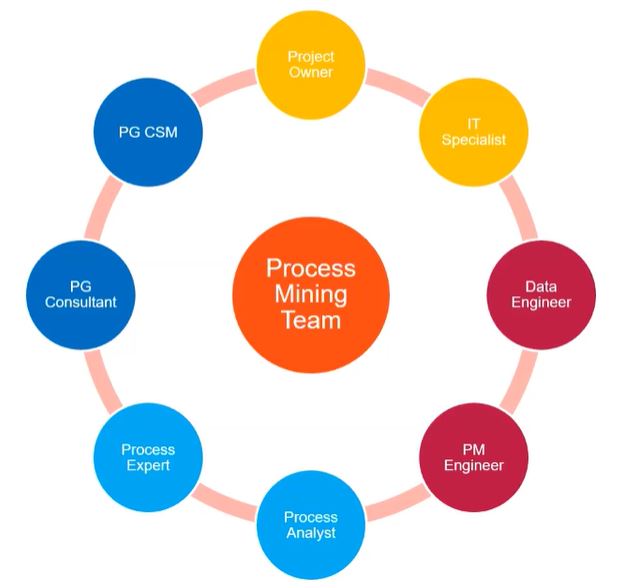 Project
Owner
IT
Specialist
Data
Engineer
PM
Engineer
Process
Analyst
Process
Expert
PG
Consultant
PG CSM
Process
Mining
Team